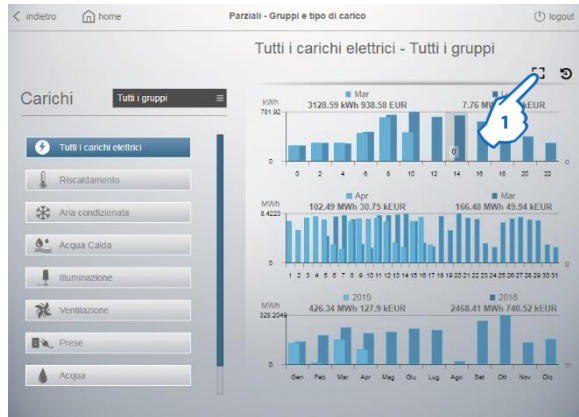 indietro
home
Parziali - Gruppi e tipo di carico
logout
Tutti i carichi elettrici - Tutti i gruppi
Carichi
Tutti i gruppi
Tutti i carichi elettrici
Riscaldamento
Aria condizionata
Acqua Calda
Illuminazione
Ventilazione
Prese
Acqua
1
kWh
Mar
3128.59 kWh 938.58 EUR
7.76 kEUR
781.92
0
0
0 2 4 6 8 10 12 14 16 18 20 22
o
MWh
Apr
Mar
102.49 MWh 30.75 kEUR
166.48 MWh 49.94 kEUR
8.4223
0
1 2 3 4 5 6 7 8 9 10 11 12 13 14 15 16 17 18 19 20 21 22 23 24 25 26 27 28 29 30 31
g
MWh
2019
2018
426.34 MWh 127.9 kEUR
2468.41 MWh 740.52 kEUR
328.2049
0
Gen Feb Mar Apr Mag Giu Lug Ago Set Ott Nov Dic
m